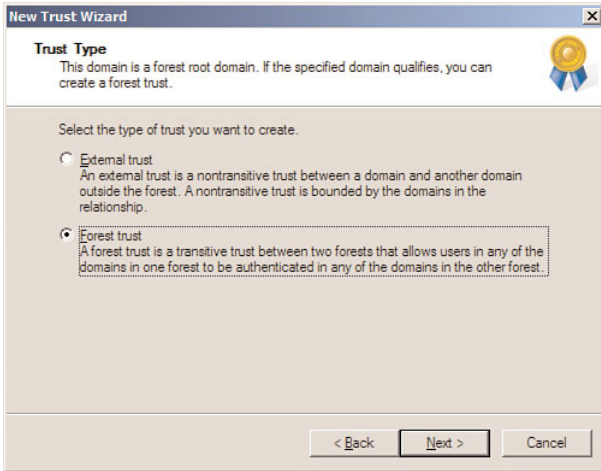 New Trust Wizard
Trust Type
This domain is a forest root domain. If the specified domain qualifies, you can
create a forest trust.
Select the type of trust you want to create.
External trust
An external trust is a nontransitive trust between a domain and another domain
outside the forest. A nontransitive trust is bounded by the domains in the
relationship.
Forest trust
A forest trust is a transitive trust between two forests that allows users in any of the
domains in one forest to be authenticated in any of the domains in the other forest.
< Back Next > Cancel